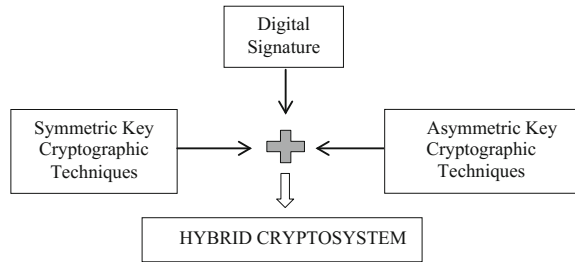 Digital
Signature
Symmetric Key
Cryptographic
Techniques
Asymmetric Key
Cryptographic
Techniques
HYBRID CRYPTOSYSTEM